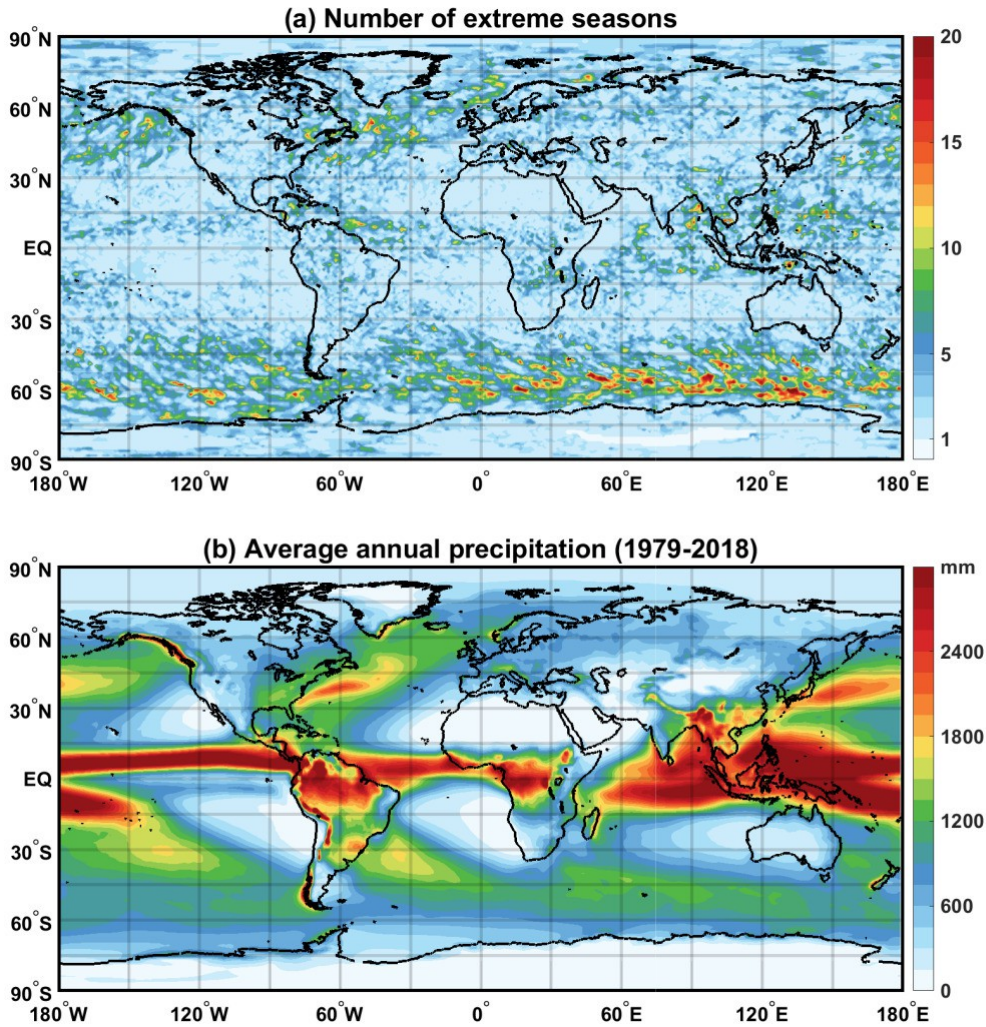 (a) Number of extreme seasons
90°N
60°N
30°N
EQ
30°S
60°S
90°S
180°W
120°W
60°W
0°
60°E
120°E
180°E
20
15
10
5
1
(b) Average annual precipitation (1979-2018)
90°N
60°N
30°N
EQ
30°S
60°S
90°S
180°W
120°W
60°W
0°
60°E
120°E
180°E
mm
2400
1800
1200
600
0